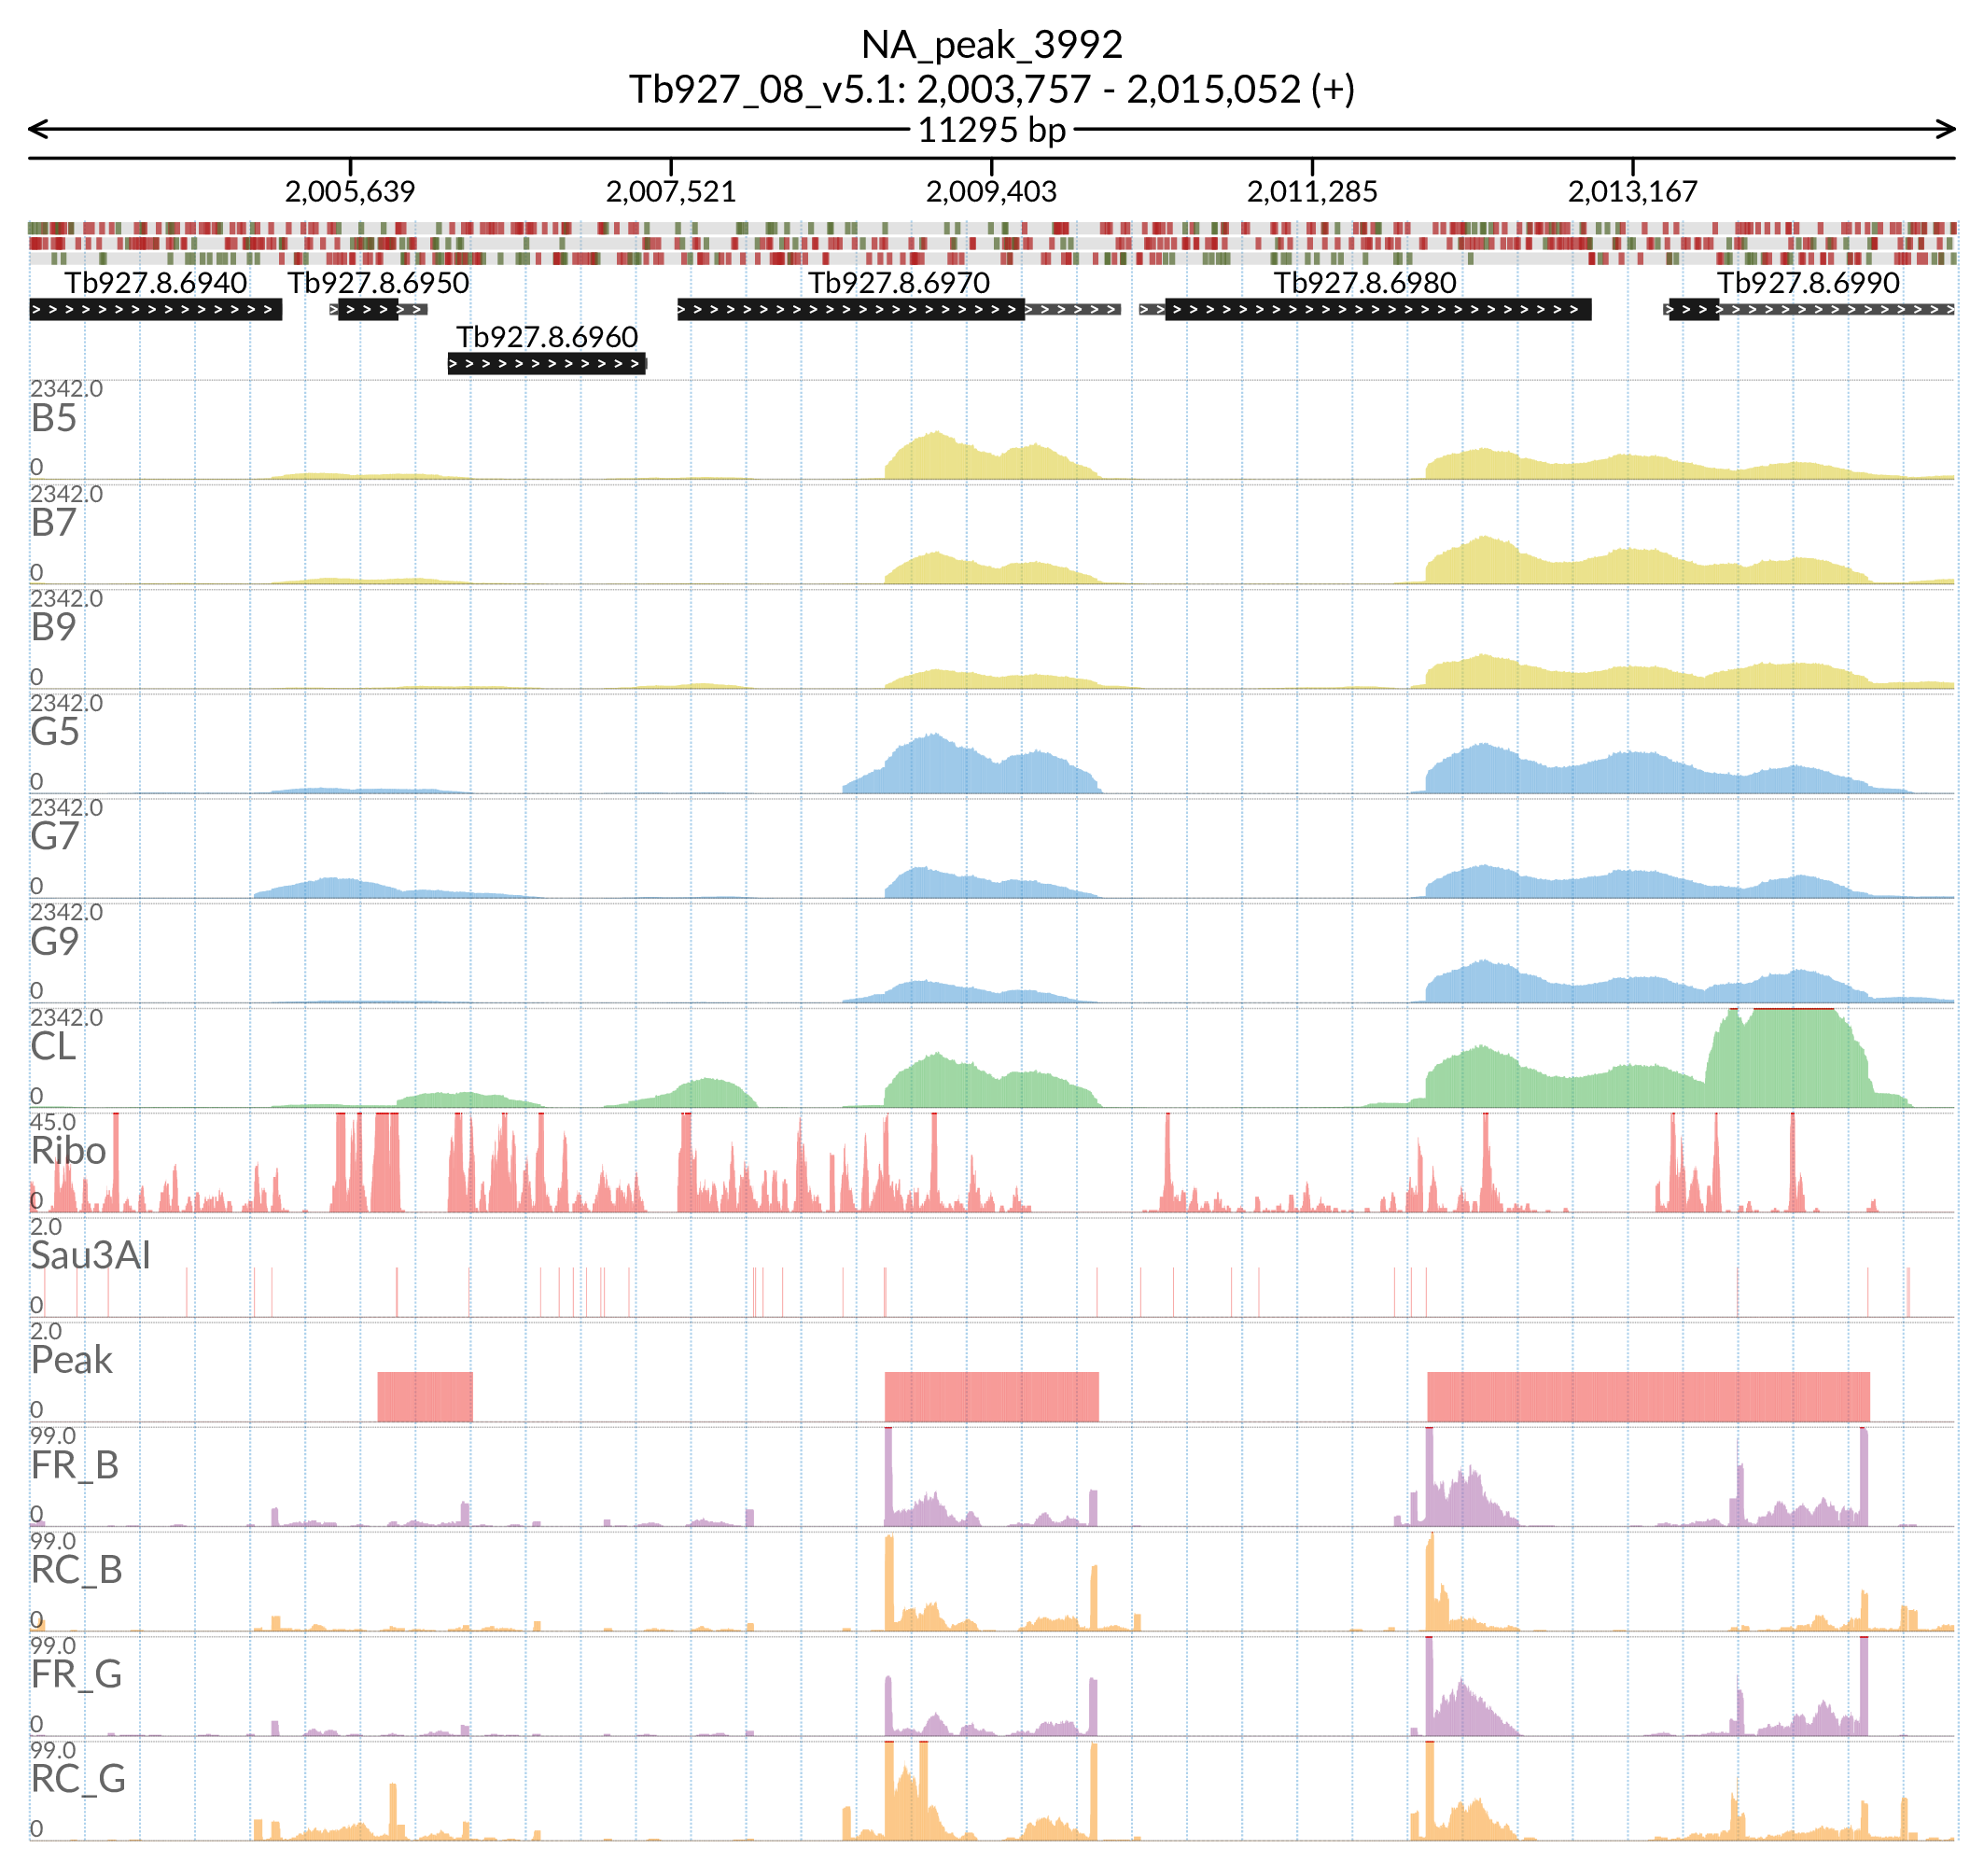 NA_peak_3992
Tb927_08_v5.1: 2,003,757 - 2,015,052 (+)
11295 bp
2,005,639 2,007,521 2,009,403 2,011,285 2,013,167
Tb927.8.6940 Tb927.8.6950 Tb927.8.6970 Tb927.8.6980 Tb927.8.6990
Tb927.8.6960
2342.0
B5
0
2342.0
B7
0
2342.0
B9
0
2342.0
G5
0
2342.0
G7
0
2342.0
G9
0
2342.0
CL
0
45.0
Ribo
0
2.0
Sau3AI
0
2.0
Peak
0
99.0
FR_B
0
99.0
RC_B
0
99.0
FR_G
0
99.0
RC_G
0